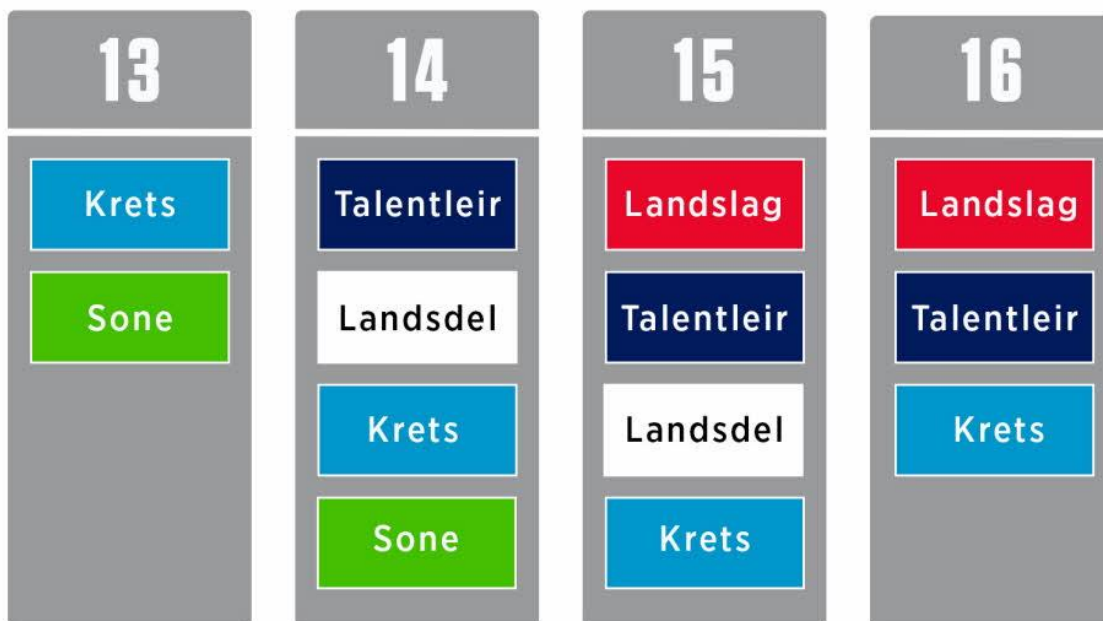 13
Krets
Sone
14
Talentleir
Landsdel
Krets
Sone
15
Landslag
Talentleir
Landsdel
Krets
16
Landslag
Talentleir
Krets